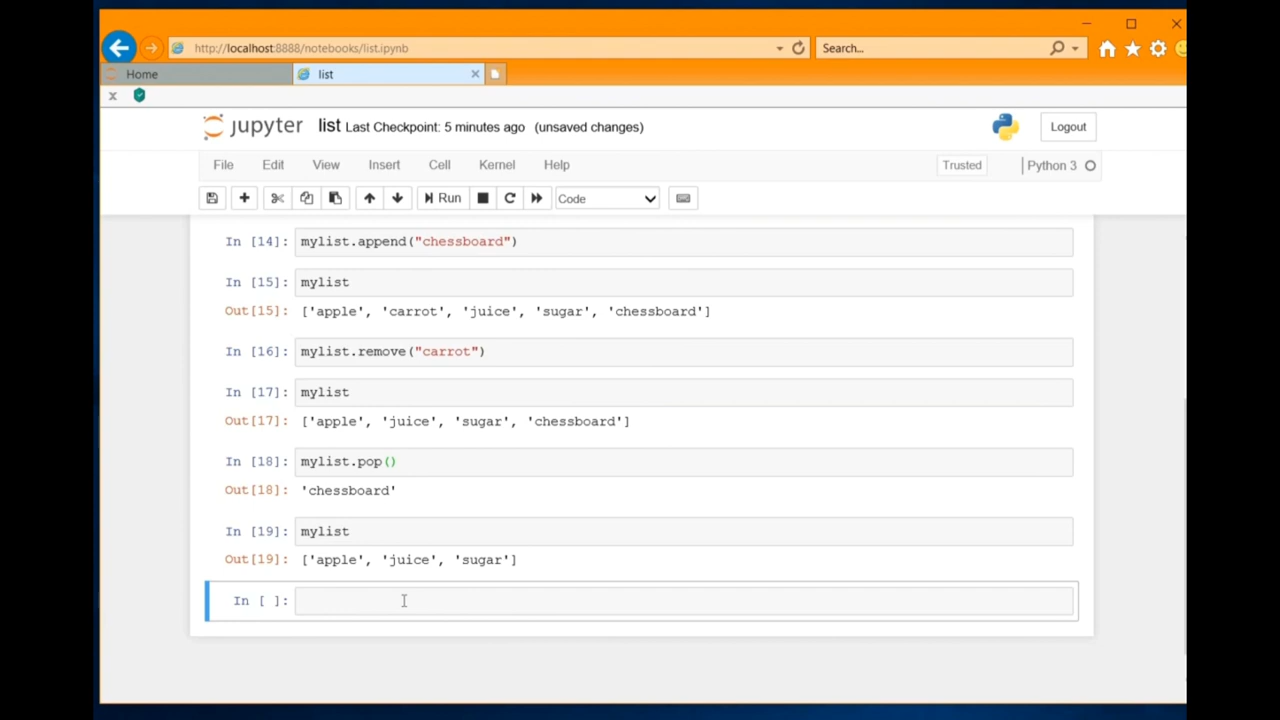 http://localhost:8888/notebooks/list.ipynb
Search...
Home
list
x
jupyter list Last Checkpoint: 5 minutes ago (unsaved changes)
Logout
File Edit View Insert Cell Kernel Help
Trusted
Python 3
Run
Code
In [14]: mylist.append("chessboard")
In [15]: mylist
Out[15]: ['apple', 'carrot', 'juice', 'sugar', 'chessboard']
In [16]: mylist.remove("carrot")
In [17]: mylist
Out[17]: ['apple', 'juice', 'sugar', 'chessboard']
In [18]: mylist.pop()
Out[18]: 'chessboard'
In [19]: mylist
Out[19]: ['apple', 'juice', 'sugar']
In [ ]: